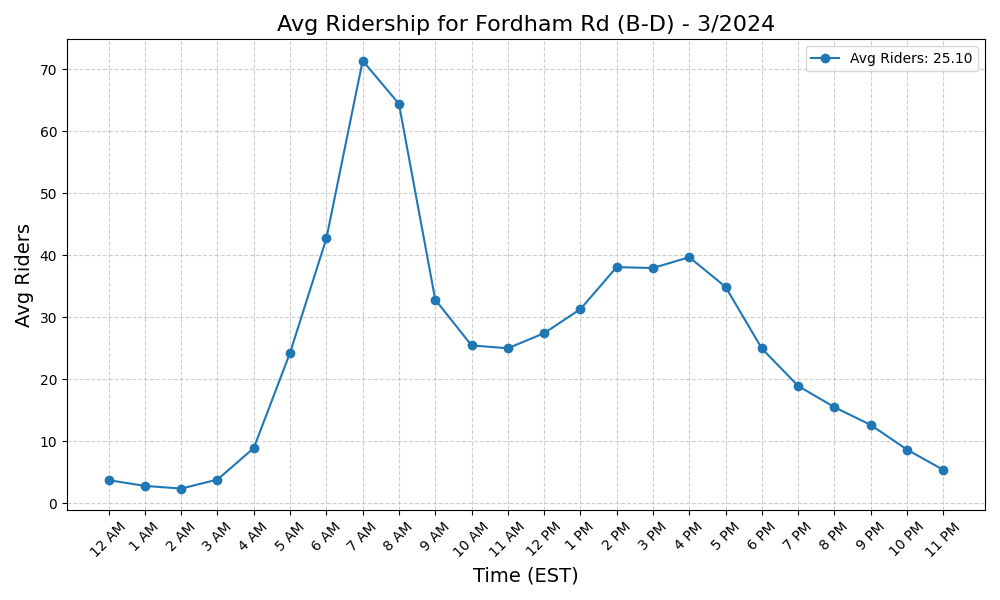 Avg Ridership for Fordham Rd (B-D) - 3/2024
Avg Riders: 25.10
Avg Riders
70
60
50
40
30
20
10
0
12 AM
1 AM
2 AM
3 AM
4 AM
5 AM
6 AM
7 AM
8 AM
9 AM
10 AM
11 AM
12 PM
1 PM
2 PM
3 PM
4 PM
5 PM
6 PM
7 PM
8 PM
9 PM
10 PM
11 PM
Time (EST)